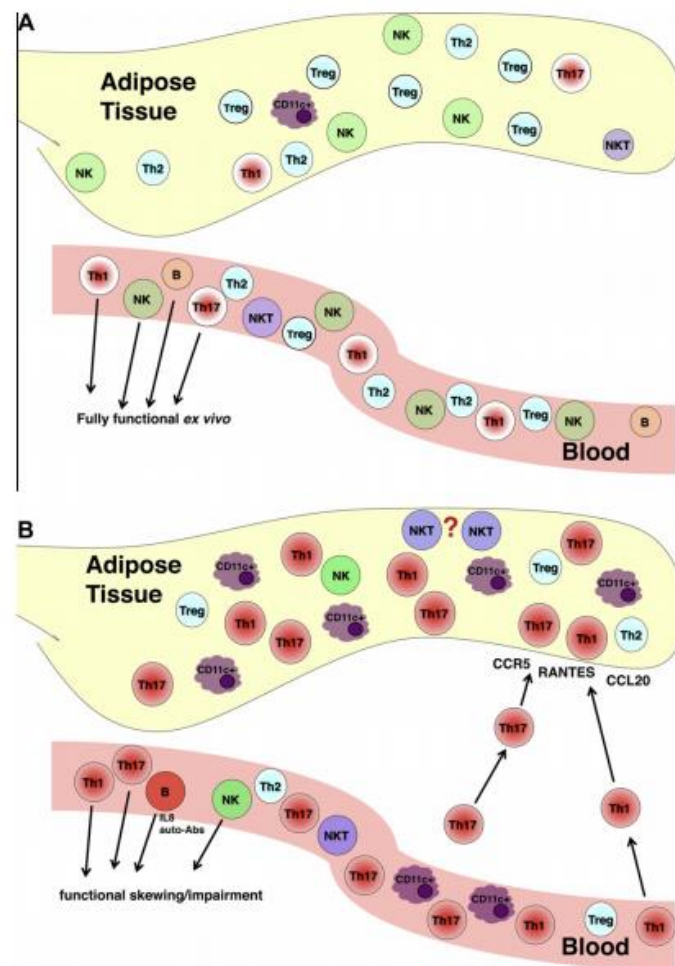 A
NK
Th2
Treg
Treg
Th17
Adipose
Tissue
Treg
CD11c+
Treg
NK
NK
Treg
NKT
NK
Th2
Th1
Th2
Th1
NK
B
Th17
Th2
NKT
Treg
NK
Th1
Th2
NK
Th2
Th1
Treg
NK
B
Fully functional ex vivo
Blood
B
NKT ? NKT
Th17
Th1
Adipose
Tissue
CD11c+
NK
Th1
CD11c+
Treg
CD11c+
Treg
Th1
Th17
CD11c+
Th17
Th17
Th1
Th2
CD11c+
Th17
CCR5
RANTES
CCL20
Th17
Th17
Th1
Th1
Th17
B
IL8
auto-Abs
NK
Th2
Th17
NKT
Th17
CD11c+
Th17
CD11c+
Th1
Treg
Th1
functional skewing/impairment
Blood